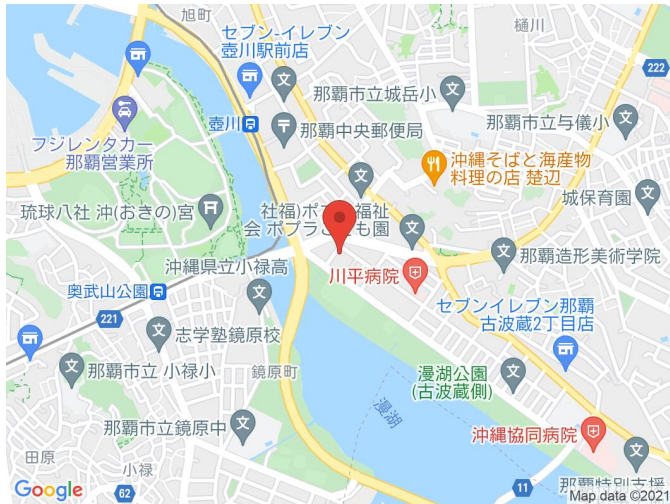 旭町
セブン-イレブン
壺川駅前店
樋川
222
那覇市立城岳小
壺川
フジレンタカー
那覇営業所
那覇中央郵便局
那覇市立与儀小
沖縄そばと海産物
料理の店 楚辺
城保育園
琉球八社 沖(おきの)宮
社福)ポプ
福祉
会 ポプラこども園
沖縄県立小禄高
川平病院
那覇造形美術学院
奥武山公園
セブンイレブン那覇
古波蔵2丁目店
221
志学塾鏡原校
鏡原町
那覇市立 小禄小
漫湖公園
(古波蔵側)
漫湖
那覇市立鏡原中
沖縄協同病院
田原
小禄
62
11
那覇特別支援
Google
Map data ©202